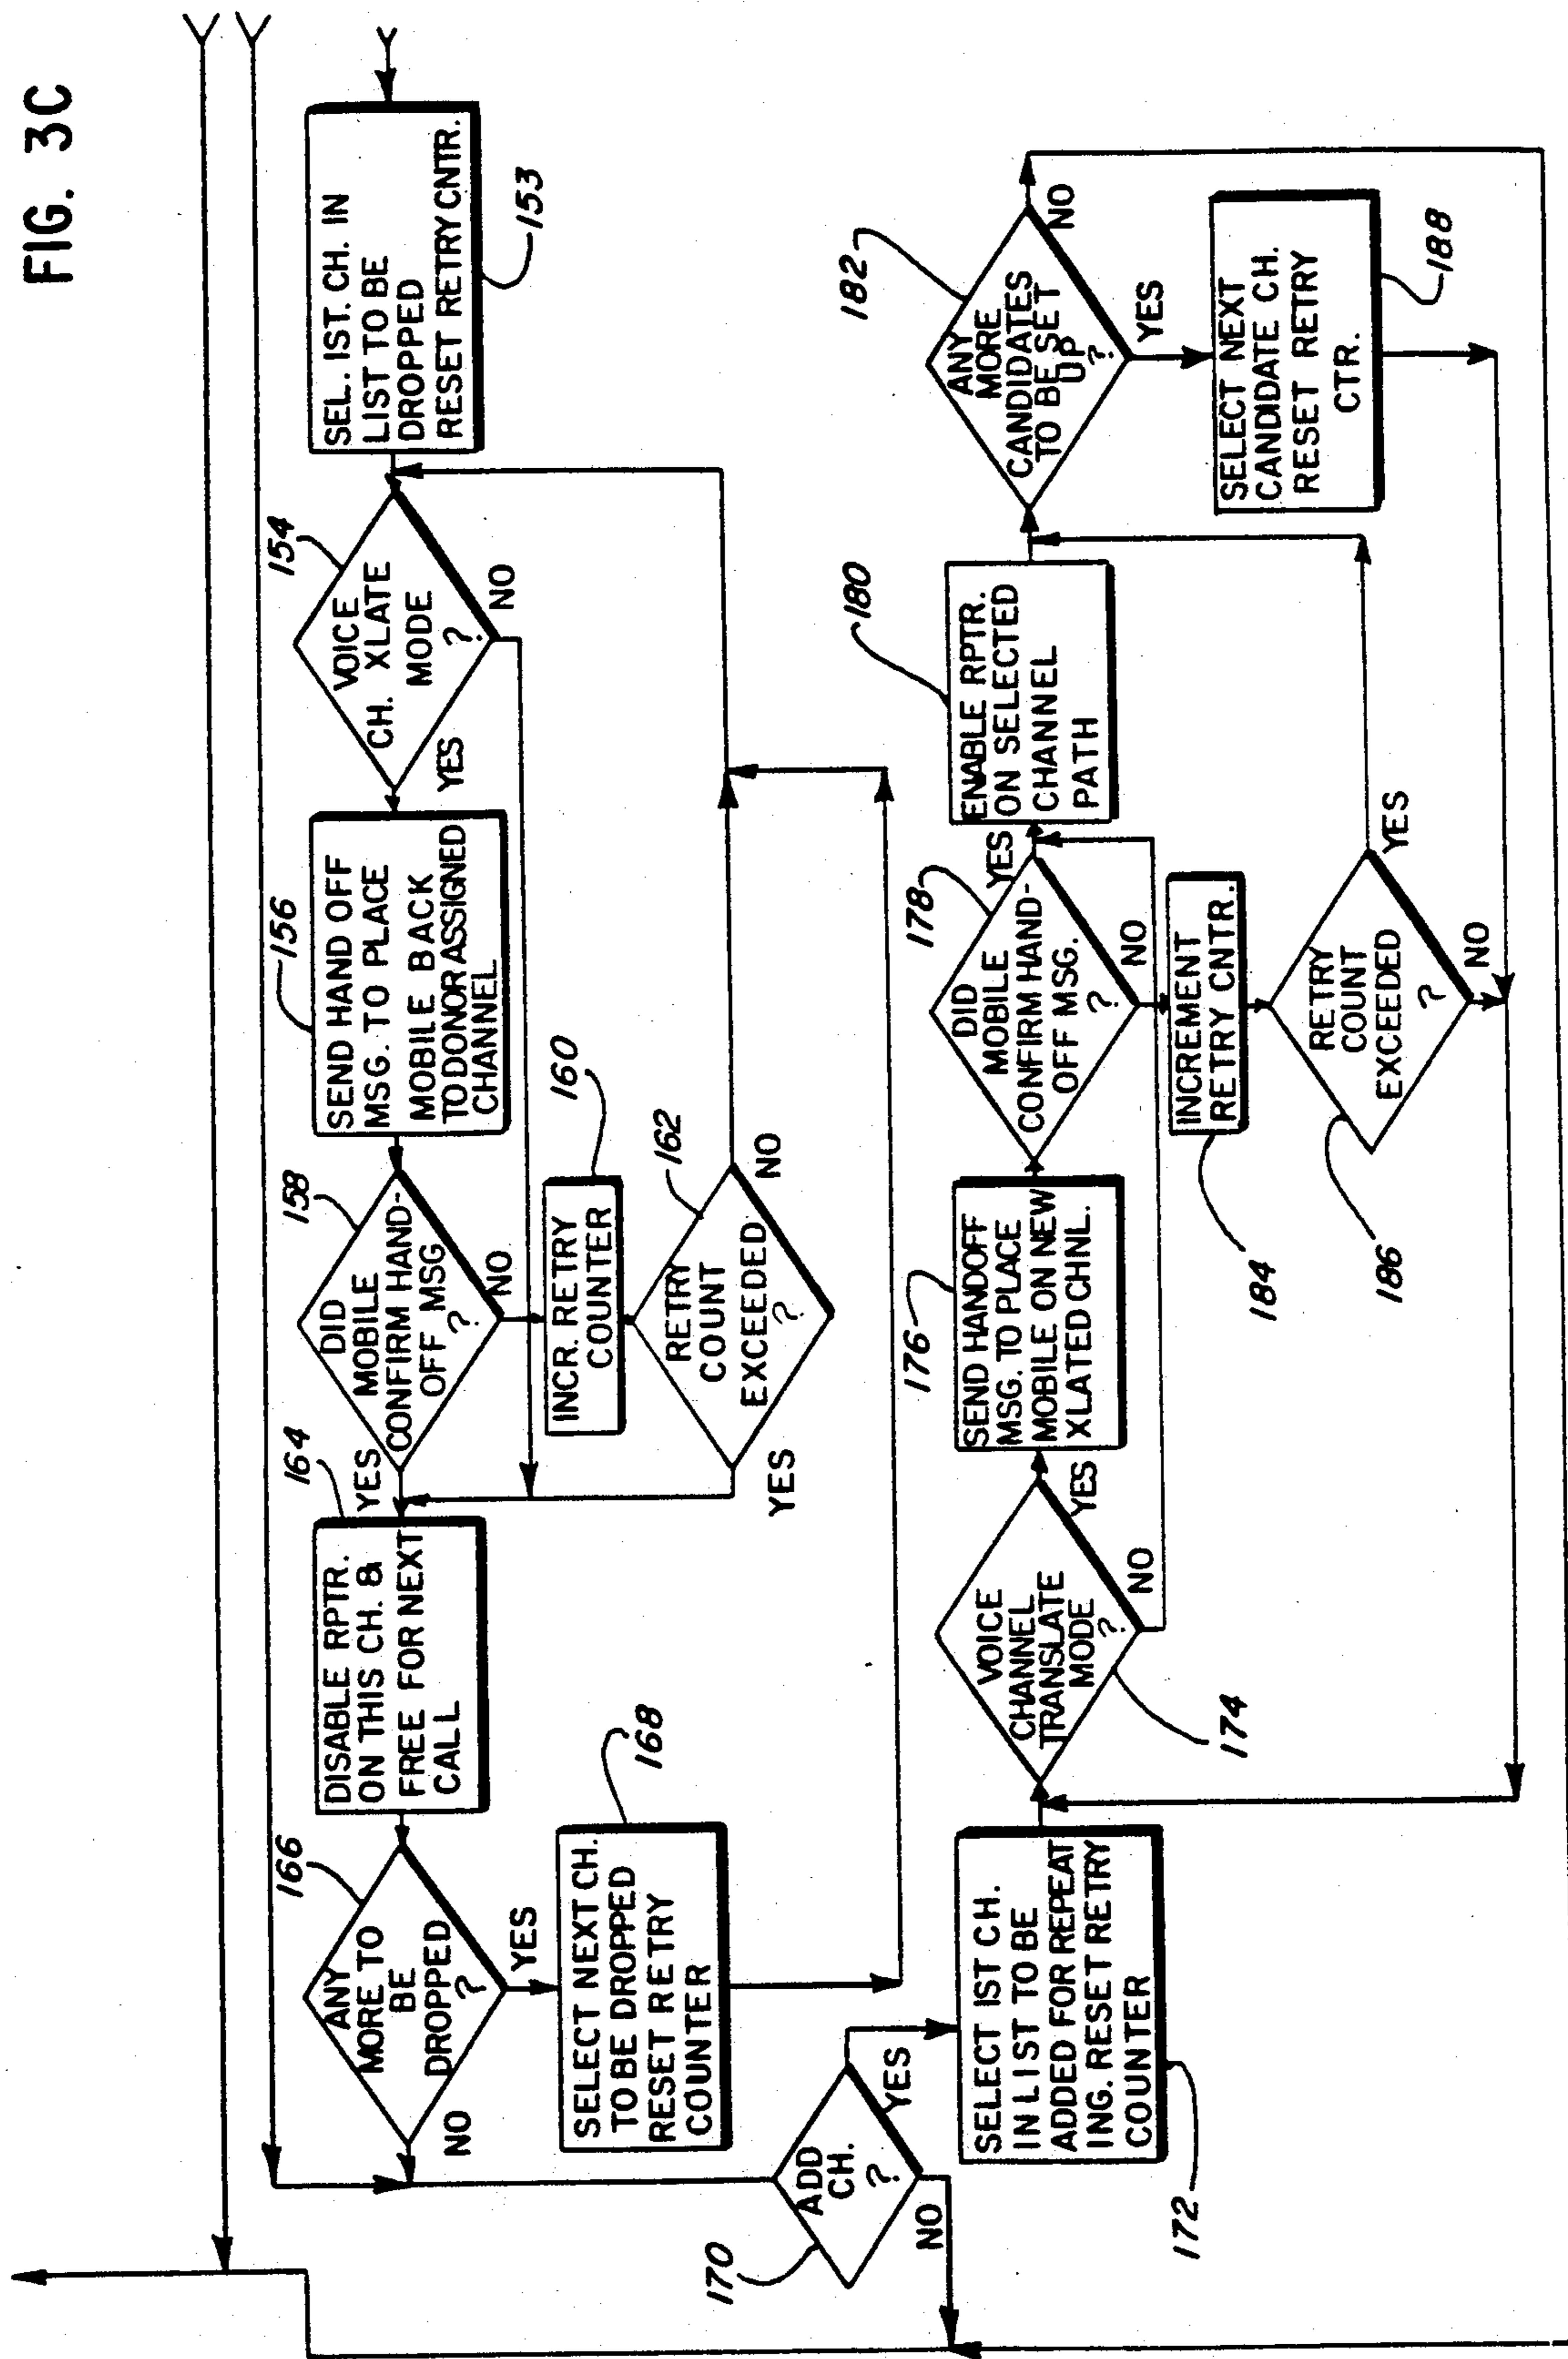 FIG. 3C
SEL. IST. CH. IN
LIST TO BE
DROPPED
RESET RETRY CNTR.
153
154
VOICE
CH. XLATE
MODE
?
NO
YES
156
SEND HAND OFF
MSG. TO PLACE
MOBILE BACK
TO DONOR ASSIGNED
CHANNEL
158
DID
MOBILE
CONFIRM HAND-
OFF MSG
?
NO
YES
160
INCR. RETRY
COUNTER
162
RETRY
COUNT
EXCEEDED
?
NO
YES
164
DISABLE RPTR.
ON THIS CH. &
FREE FOR NEXT
CALL
166
ANY
MORE TO
BE
DROPPED
?
YES
NO
168
SELECT NEXT CH.
TO BE DROPPED
RESET RETRY
COUNTER
170
ADD
CH.
?
YES
NO
172
SELECT IST CH.
IN LIST TO BE
ADDED FOR REPEAT
ING. RESET RETRY
COUNTER
174
VOICE
CHANNEL
TRANSLATE
MODE
?
YES
NO
176
SEND HANDOFF
MSG. TO PLACE
MOBILE ON NEW
XLATED CHNL.
178
DID
MOBILE
CONFIRM HAND-
OFF MSG.
?
YES
NO
180
ENABLE RPTR.
ON SELECTED
CHANNEL
PATH
182
ANY
MORE
CANDIDATES
TO BE SET
UP
?
NO
YES
184
INCREMENT
RETRY CNTR.
186
RETRY
COUNT
EXCEEDED
?
YES
NO
188
SELECT NEXT
CANDIDATE CH.
RESET RETRY
CTR.